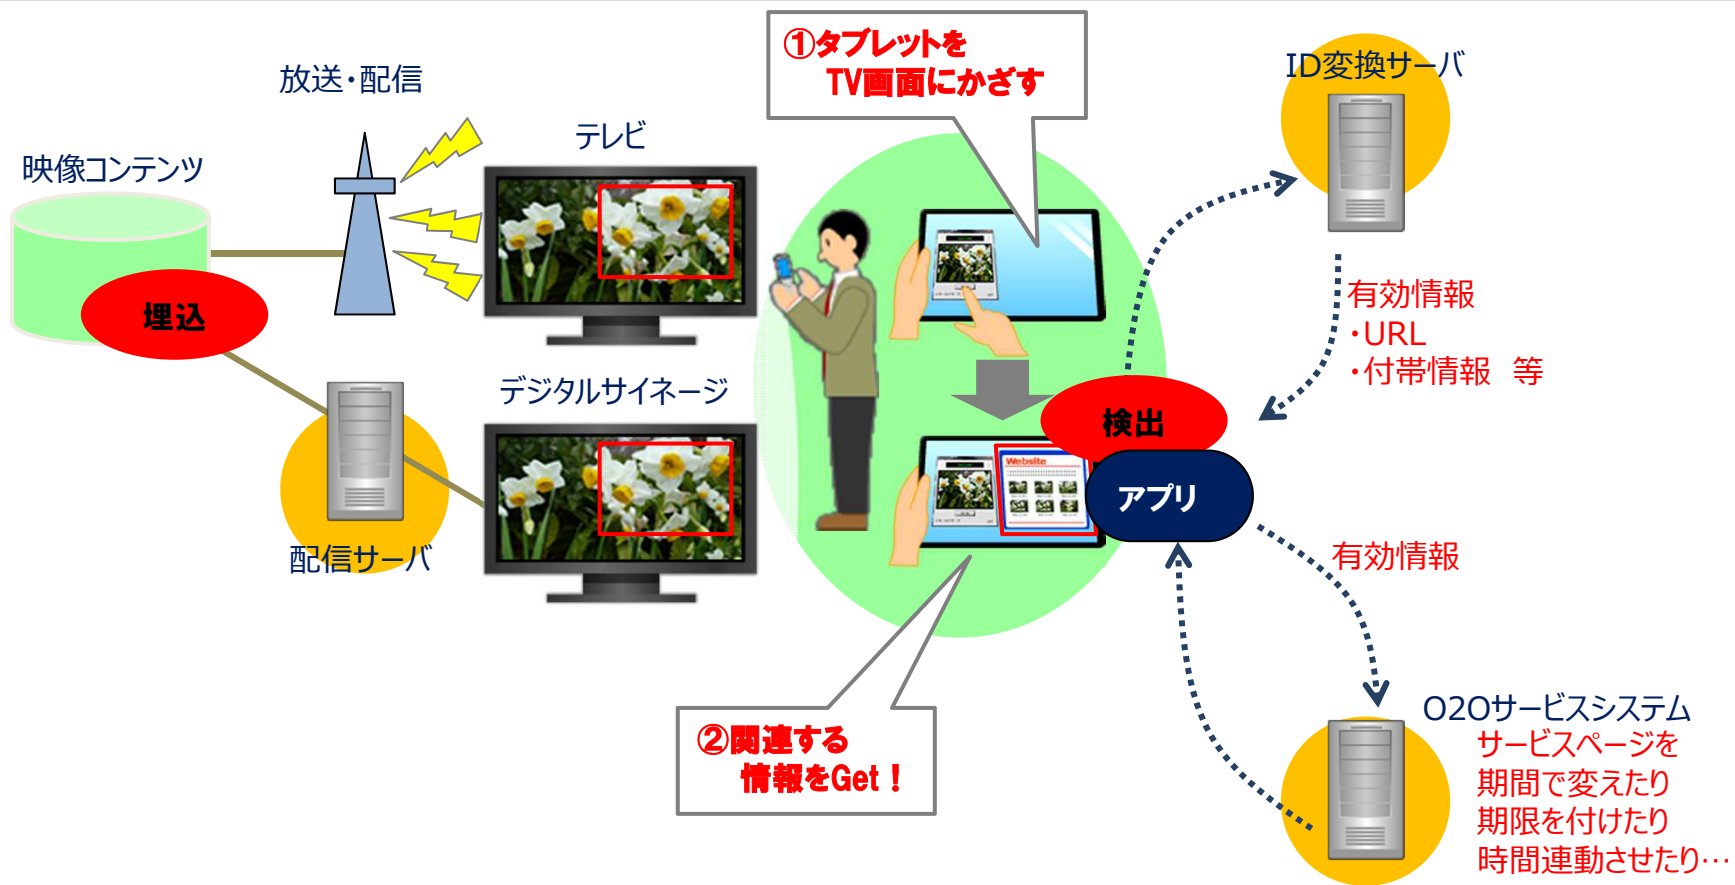 映像コンテンツ
埋込
放送・配信
配信サーバ
テレビ
デジタルサイネージ
①タブレットを
TV画面にかざす
Website
検出
アプリ
②関連する
情報をGet！
ID変換サーバ
有効情報
・URL
・付帯情報　等
有効情報
O2Oサービスシステム
サービスページを
期間で変えたり
期限を付けたり
時間連動させたり…